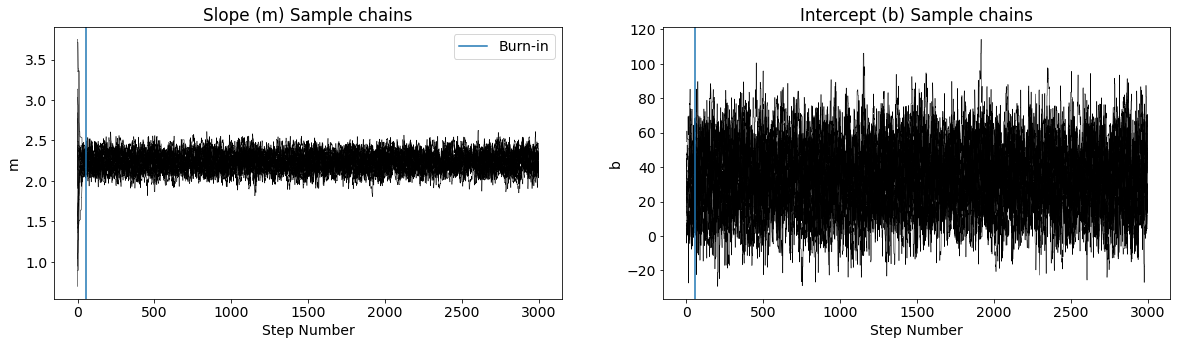 Slope (m) Sample chains
Burn-in
3.5
3.0
2.5
2.0
1.5
1.0
m
0 500 1000 1500 2000 2500 3000
Step Number
Intercept (b) Sample chains
120
100
80
60
40
20
0
−20
b
0 500 1000 1500 2000 2500 3000
Step Number